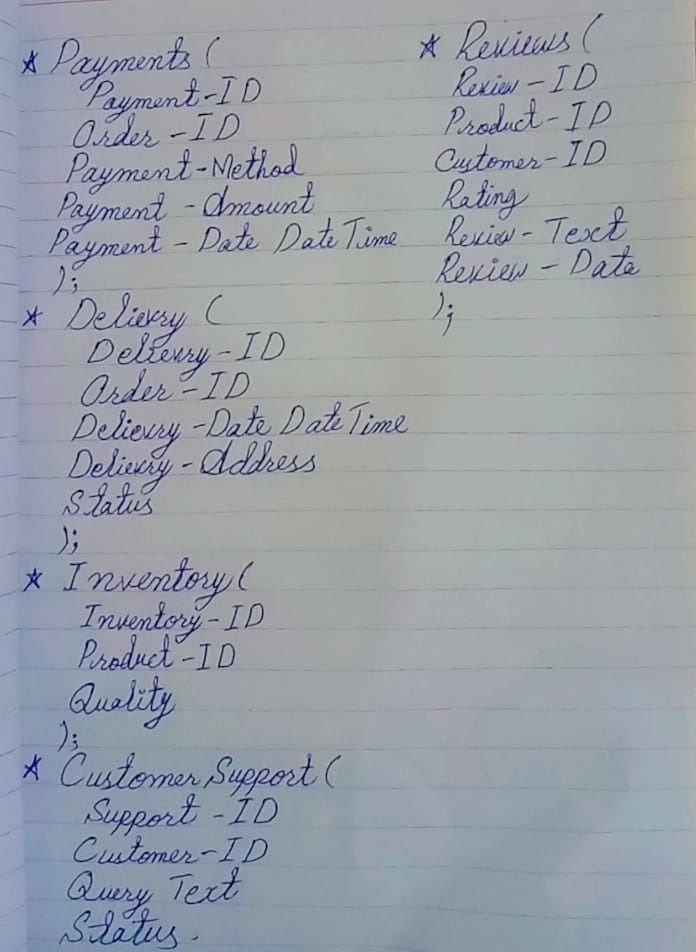 * Payments (
Payment-ID
Order-ID
Payment-Method
Payment-Amount
Payment-Date DateTime
);
* Delivery (
Delivery-ID
Order-ID
Delivery-Date DateTime
Delivery-Address
Status
);
* Inventory (
Inventory-ID
Product-ID
Quality
);
* Customer Support (
Support-ID
Customer-ID
Query Text
Status.
* Reviews (
Review-ID
Product-ID
Customer-ID
Rating
Review-Text
Review-Data
);